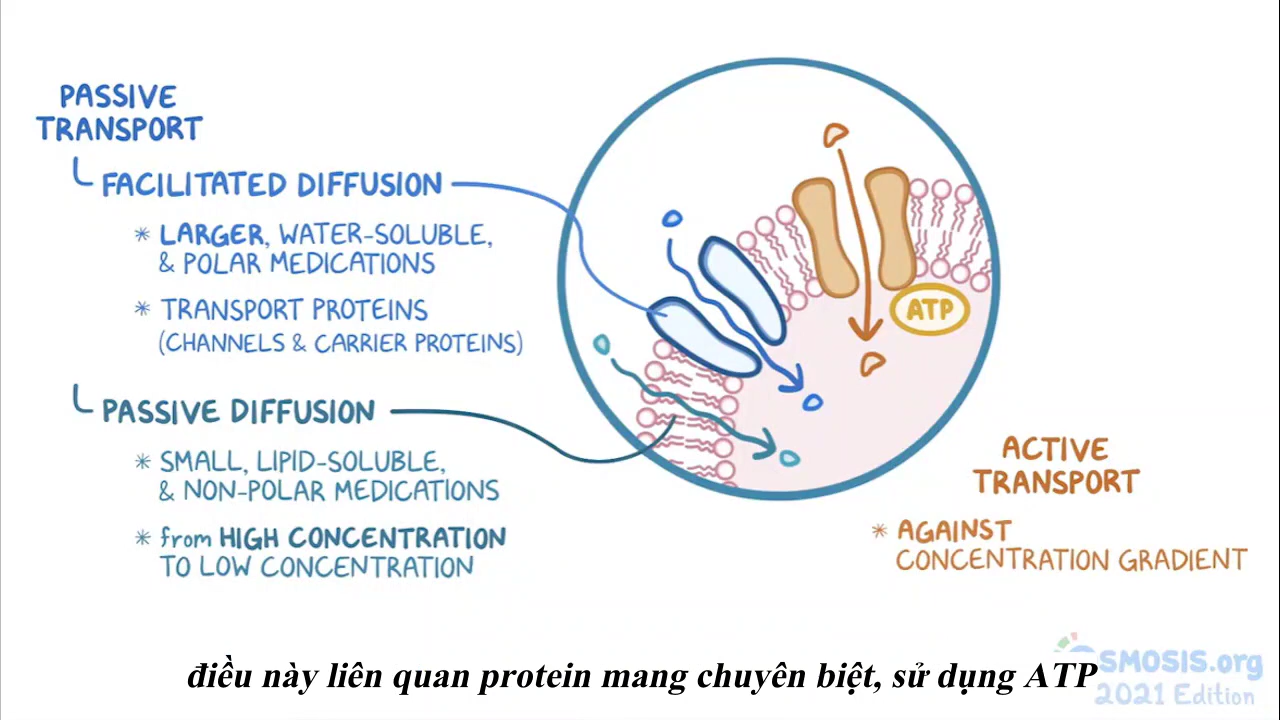 PASSIVE
TRANSPORT
FACILITATED DIFFUSION
* LARGER, WATER-SOLUBLE,
& POLAR MEDICATIONS
* TRANSPORT PROTEINS
(CHANNELS & CARRIER PROTEINS)
PASSIVE DIFFUSION
* SMALL, LIPID-SOLUBLE,
& NON-POLAR MEDICATIONS
* from HIGH CONCENTRATION
TO LOW CONCENTRATION
ATP
ACTIVE
TRANSPORT
* AGAINST
CONCENTRATION GRADIENT
điều này liên quan protein mang chuyên biệt, sử dụng ATP
OSMOSIS.org
2021 Edition